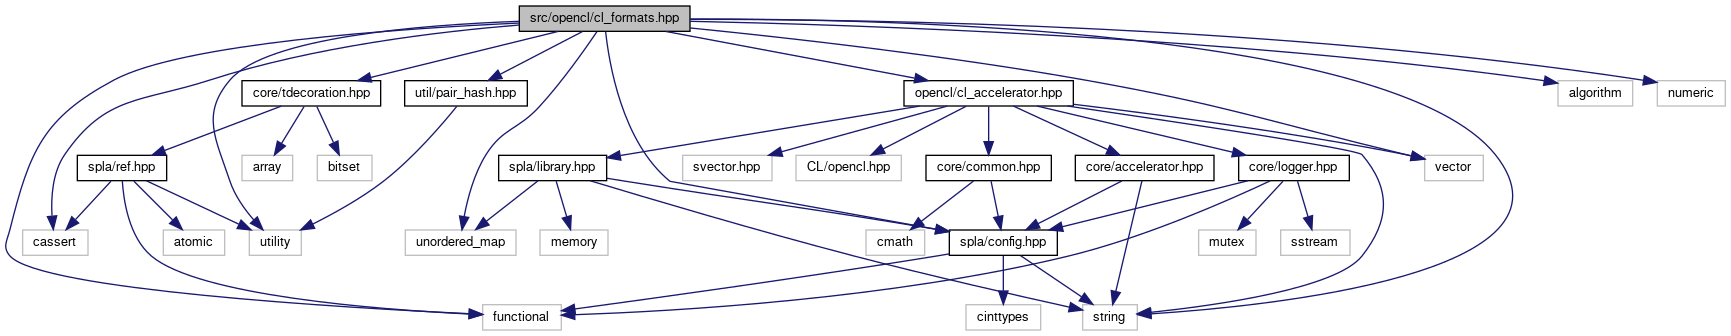 src/opencl/cl_formats.hpp
core/tdecoration.hpp
util/pair_hash.hpp
opencl/cl_accelerator.hpp
algorithm
numeric
spla/ref.hpp
array
bitset
spla/library.hpp
svector.hpp
CL/opencl.hpp
core/common.hpp
core/accelerator.hpp
core/logger.hpp
vector
cassert
atomic
utility
unordered_map
memory
cmath
spla/config.hpp
mutex
sstream
functional
cinttypes
string